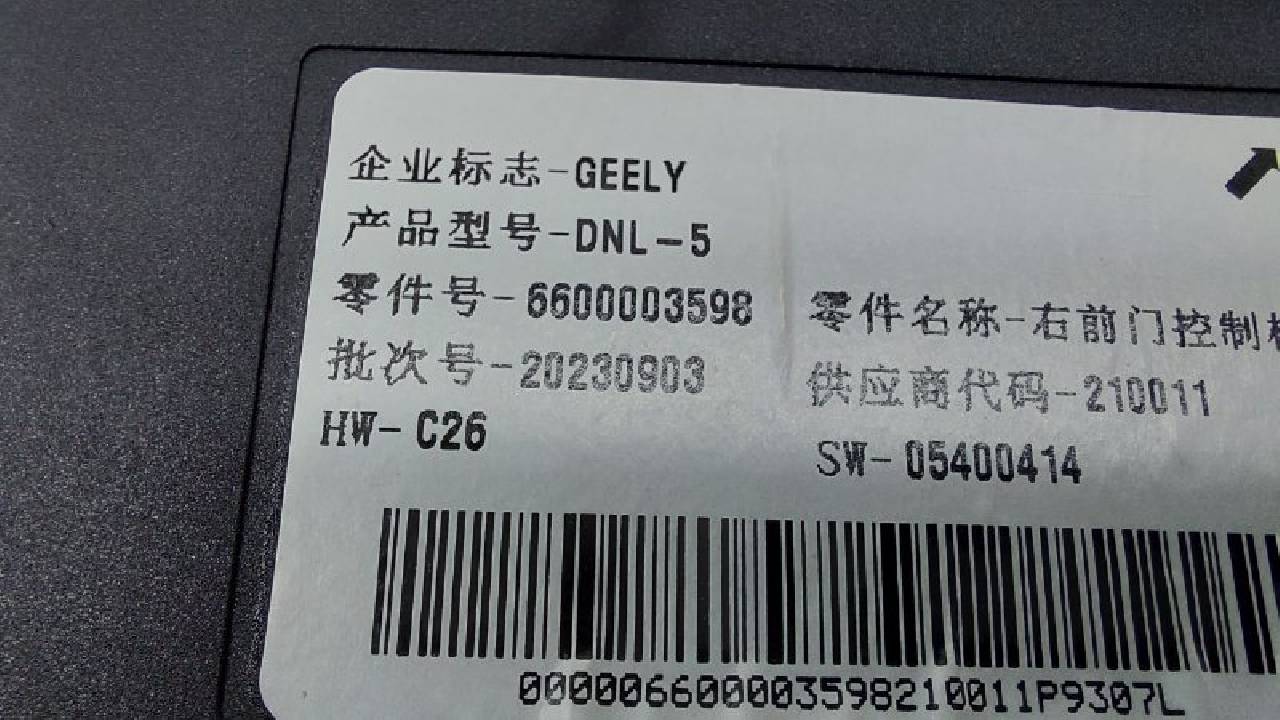 企业标志-GEELY
产品型号-DNL-5
零件号-6600003598 零件名称-右前门控制
批次号-20230903 供应商代码-210011
HW-C26 SW-05400414
000006600003598210011P9307L